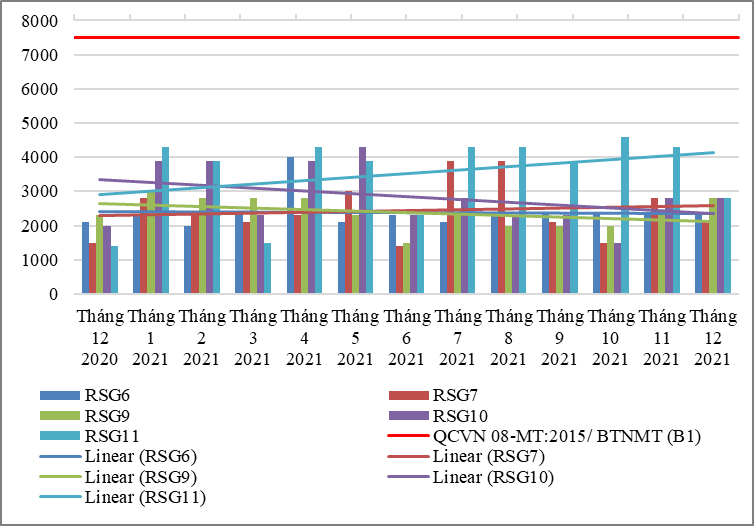 8000
7000
6000
5000
4000
3000
2000
1000
0
Tháng Tháng Tháng Tháng Tháng Tháng Tháng Tháng Tháng Tháng Tháng Tháng Tháng
12 1 2 3 4 5 6 7 8 9 10 11 12
2020 2021 2021 2021 2021 2021 2021 2021 2021 2021 2021 2021 2021
RSG6 RSG7
RSG9 RSG10
RSG11 QCVN 08-MT:2015/ BTNMT (B1)
Linear (RSG6) Linear (RSG7)
Linear (RSG9) Linear (RSG10)
Linear (RSG11)